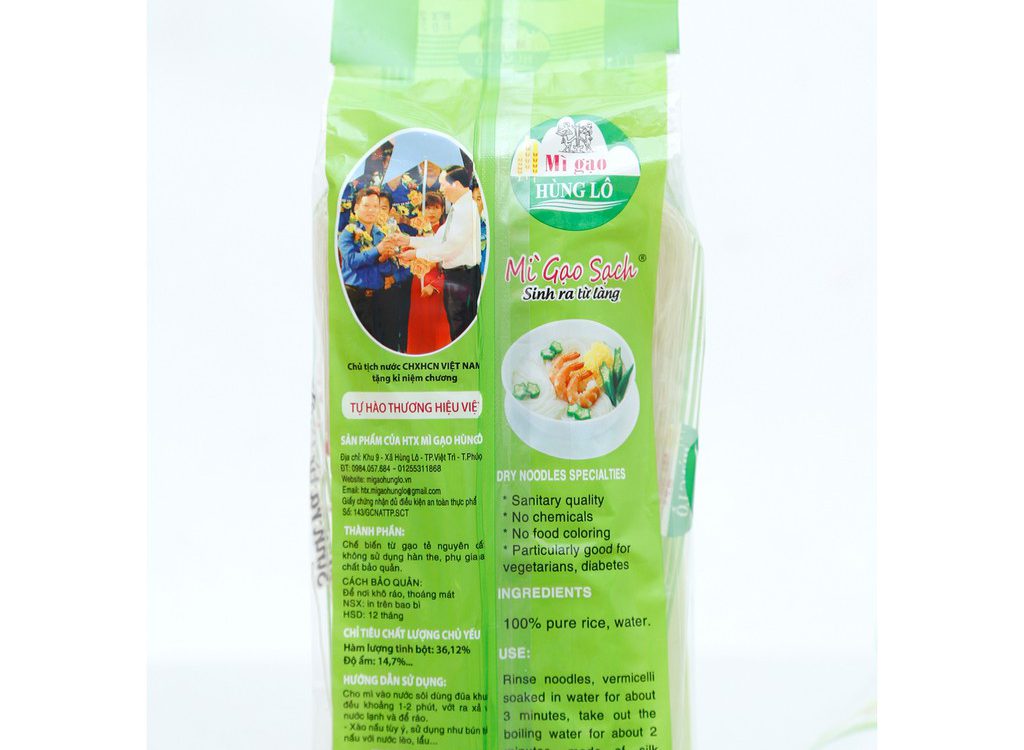 Chủ tịch nước CHXHCN VIỆT NAM
tặng kỉ niệm chương
TỰ HÀO THƯƠNG HIỆU
SẢN PHẨM CỦA HTX MÌ GẠO
Địa chỉ: Khu 9 - Xã Hùng Lô - TP.Việt Trì -
ĐT: 0984.057.684 - 01255311868
Website: migaohunglo.vn
Email: htx.migaohunglo@gmail.com
Giấy chứng nhận đủ điều kiện an toàn thực
Số: 143/GCNATTP.SCT
THÀNH PHẦN:
Chế biến từ gạo tẻ nguyên
không sử dụng hàn the, phụ gia
chất bảo quản.
CÁCH BẢO QUẢN:
Để nơi khô ráo, thoáng mát
NSX: in trên bao bì
HSD: 12 tháng
CHỈ TIÊU CHẤT LƯỢNG CHỦ YẾU
Hàm lượng tinh bột: 36,12%
Độ ẩm: 14,7%...
HƯỚNG DẪN SỬ DỤNG:
Cho mì vào nước sôi dùng đũa
đều khoảng 1-2 phút, vớt ra xả
nước lạnh và để ráo.
- Xào nấu tùy ý, sử dụng như bún
nấu với nước lèo, lẩu...
Mì gạo
HÙNG LÔ
Mì Gạo Sạch®
Sinh ra từ làng
DRY NOODLES SPECIALTIES
* Sanitary quality
* No chemicals
* No food coloring
* Particularly good for
vegetarians, diabetes
INGREDIENTS
100% pure rice, water.
USE:
Rinse noodles, vermicelli
soaked in water for about
3 minutes, take out the
boiling water for about 2
minutes, made of silk